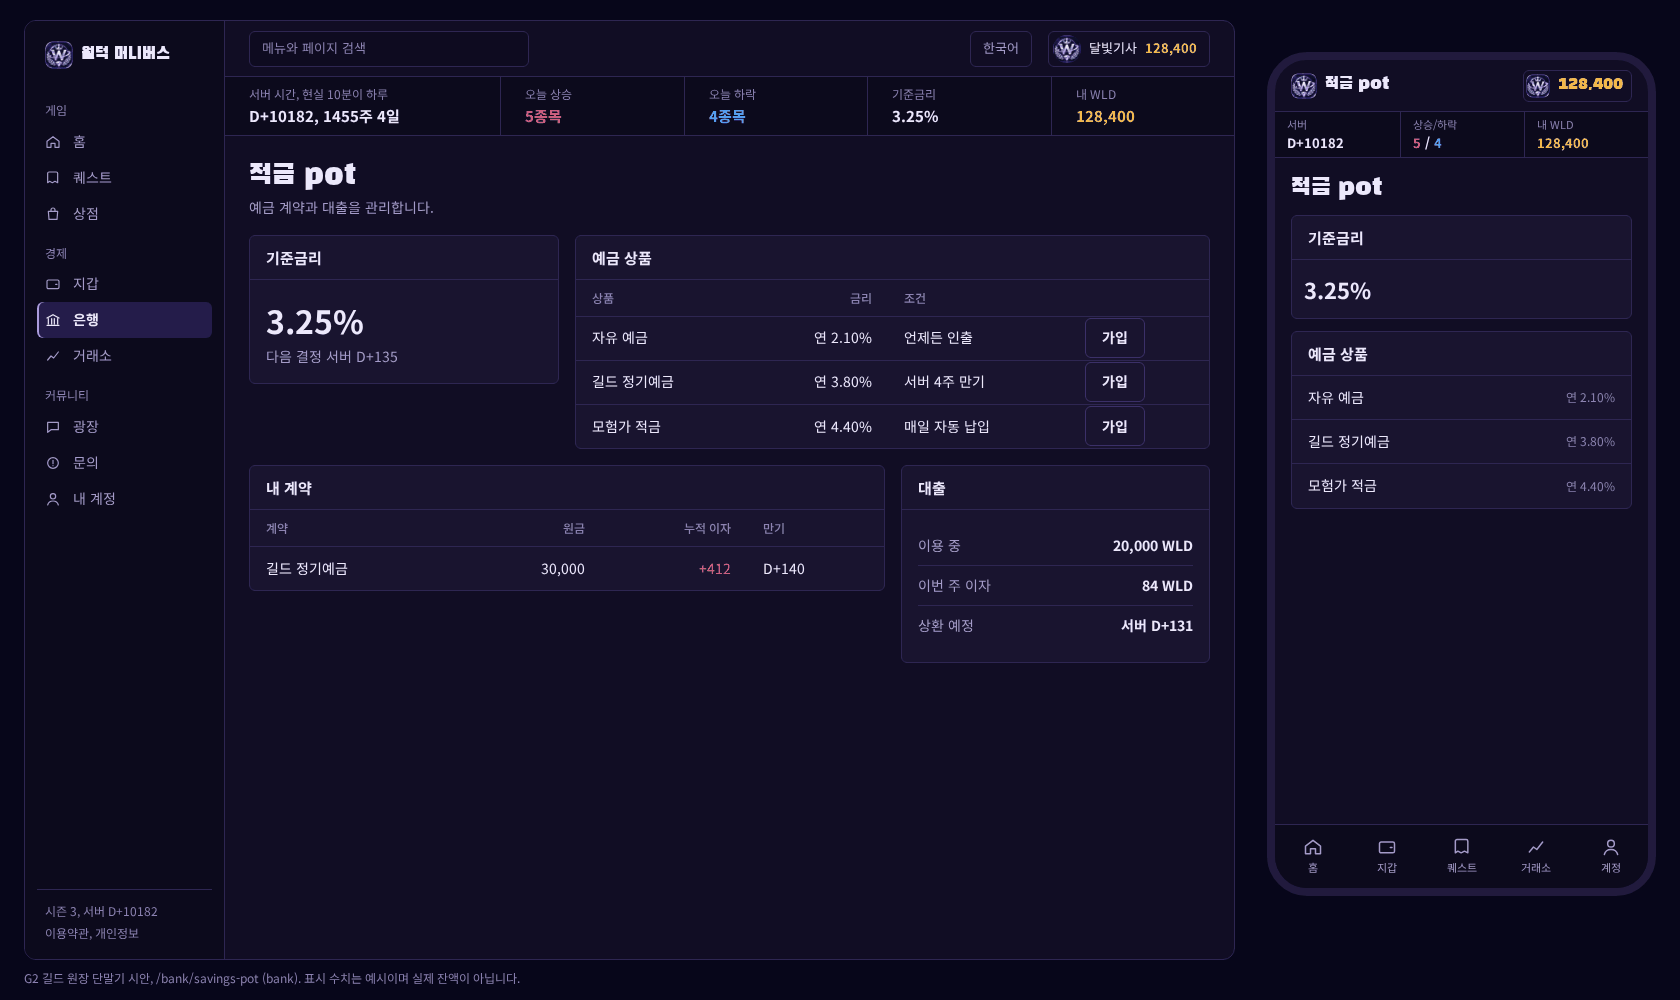 월덕 머니버스
게임
홈
퀘스트
상점
경제
지갑
은행
거래소
커뮤니티
광장
문의
내 계정
시즌 3, 서버 D+10182
이용약관, 개인정보
메뉴와 페이지 검색
한국어
달빛기사 128,400
서버 시간, 현실 10분이 하루
D+10182, 1455주 4일
오늘 상승
5종목
오늘 하락
4종목
기준금리
3.25%
내 WLD
128,400
적금 pot
예금 계약과 대출을 관리합니다.
기준금리
3.25%
다음 결정 서버 D+135
예금 상품
상품 금리 조건
자유 예금 연 2.10% 언제든 인출 가입
길드 정기예금 연 3.80% 서버 4주 만기 가입
모험가 적금 연 4.40% 매일 자동 납입 가입
내 계약
계약 원금 누적 이자 만기
길드 정기예금 30,000 +412 D+140
대출
이용 중 20,000 WLD
이번 주 이자 84 WLD
상환 예정 서버 D+131
G2 길드 원장 단말기 시안, /bank/savings-pot (bank). 표시 수치는 예시이며 실제 잔액이 아닙니다.
적금 pot
128,400
서버
D+10182
상승/하락
5 / 4
내 WLD
128,400
적금 pot
기준금리
3.25%
예금 상품
자유 예금 연 2.10%
길드 정기예금 연 3.80%
모험가 적금 연 4.40%
홈 지갑 퀘스트 거래소 계정